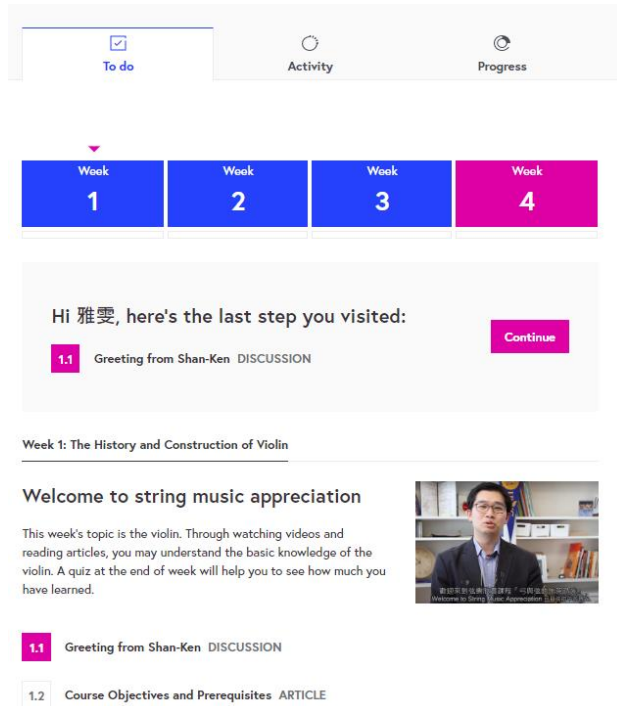 To do
Activity
Progress
Week
1
Week
2
Week
3
Week
4
Hi 雅雯, here's the last step you visited:
Continue
1.1 Greeting from Shan-Ken DISCUSSION
Week 1: The History and Construction of Violin
Welcome to string music appreciation
This week's topic is the violin. Through watching videos and
reading articles, you may understand the basic knowledge of the
violin. A quiz at the end of week will help you to see how much you
have learned.
Welcome to String Music Appreciation
1.1 Greeting from Shan-Ken DISCUSSION
1.2 Course Objectives and Prerequisites ARTICLE